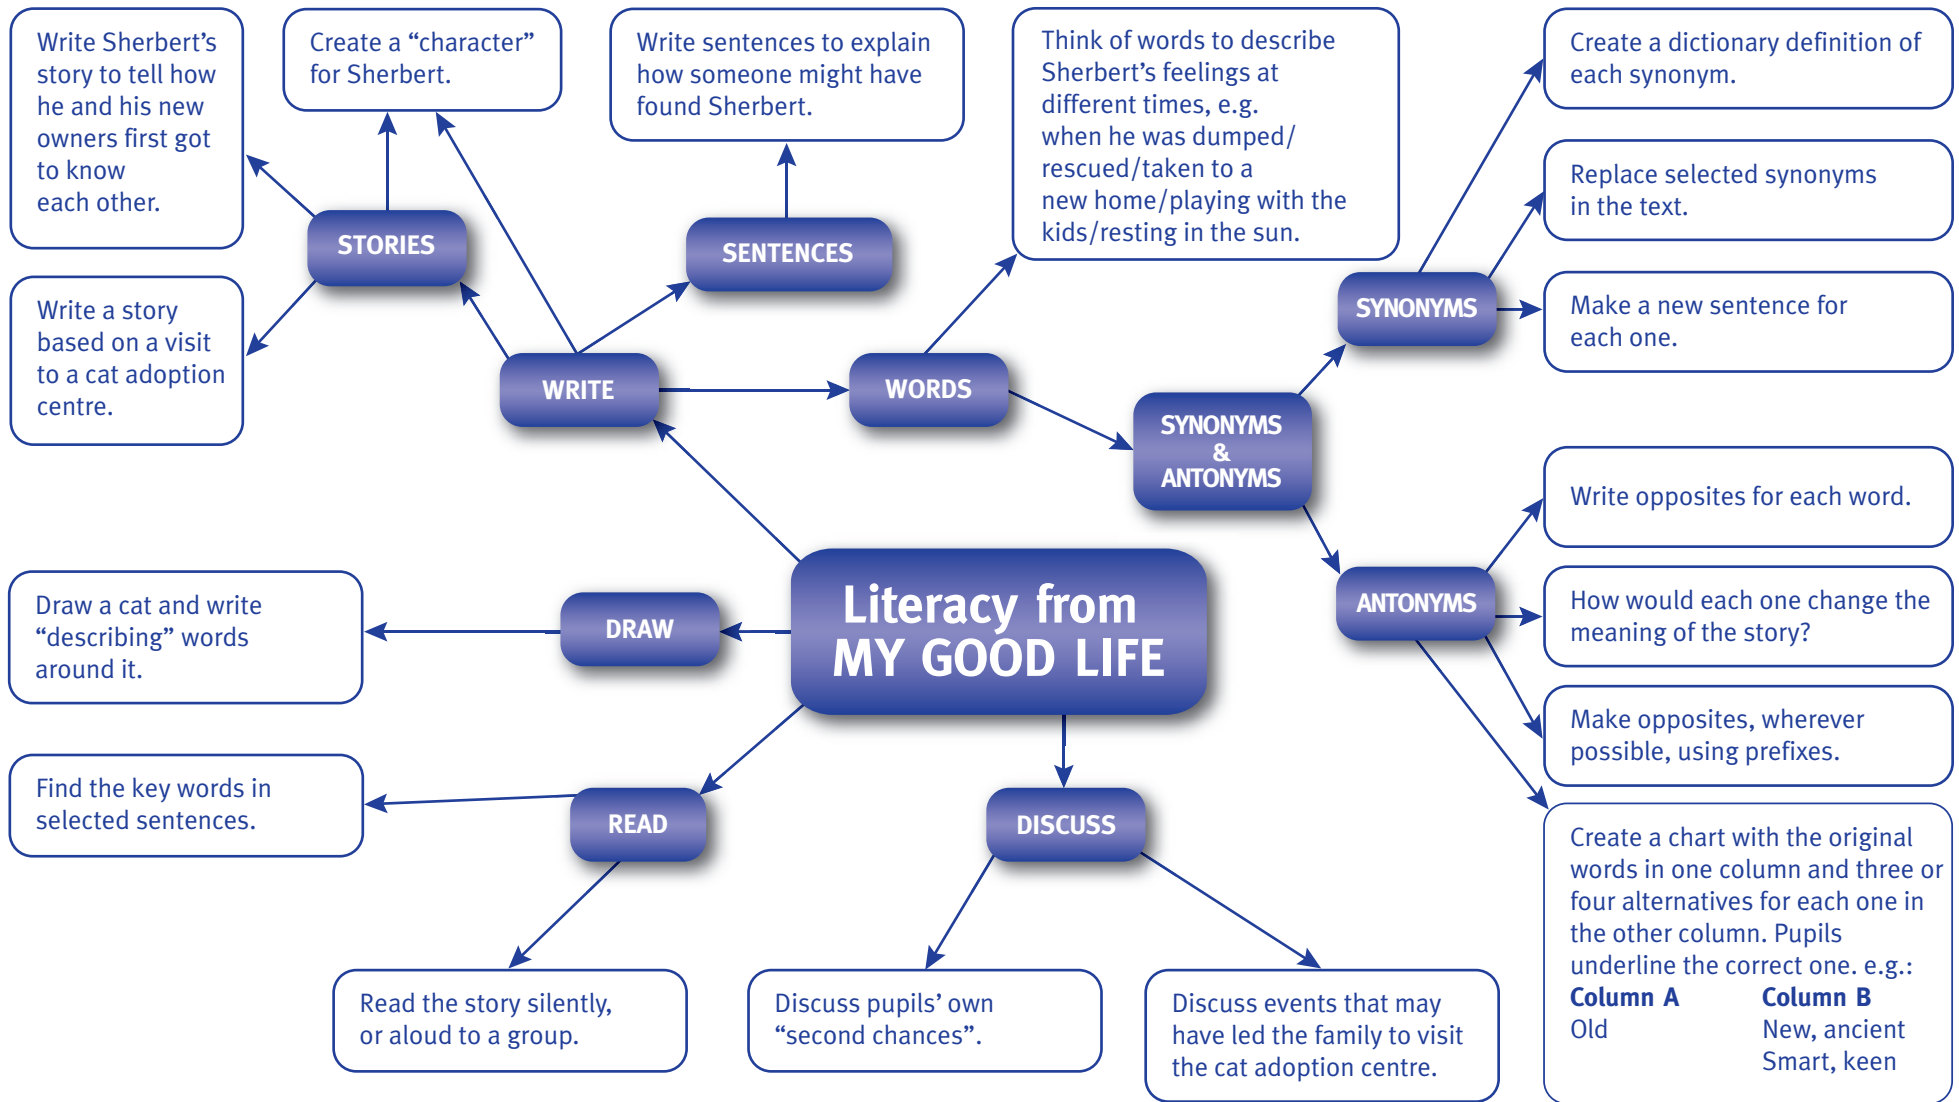 Write Sherbert’s
story to tell how
he and his new
owners first got
to know
each other.
Create a “character”
for Sherbert.
Write sentences to explain
how someone might have
found Sherbert.
Think of words to describe
Sherbert’s feelings at
different times, e.g.
when he was dumped/
rescued/taken to a
new home/playing with the
kids/resting in the sun.
Create a dictionary definition of
each synonym.
Replace selected synonyms
in the text.
Make a new sentence for
each one.
STORIES
SENTENCES
SYNONYMS
Write a story
based on a visit
to a cat adoption
centre.
WRITE
WORDS
SYNONYMS
&
ANTONYMS
Write opposites for each word.
How would each one change the
meaning of the story?
Make opposites, wherever
possible, using prefixes.
ANTONYMS
Literacy from
MY GOOD LIFE
DRAW
Draw a cat and write
“describing” words
around it.
Find the key words in
selected sentences.
READ
DISCUSS
Create a chart with the original
words in one column and three or
four alternatives for each one in
the other column. Pupils
underline the correct one. e.g.:
Column A Column B
Old New, ancient
Smart, keen
Read the story silently,
or aloud to a group.
Discuss pupils’ own
“second chances”.
Discuss events that may
have led the family to visit
the cat adoption centre.